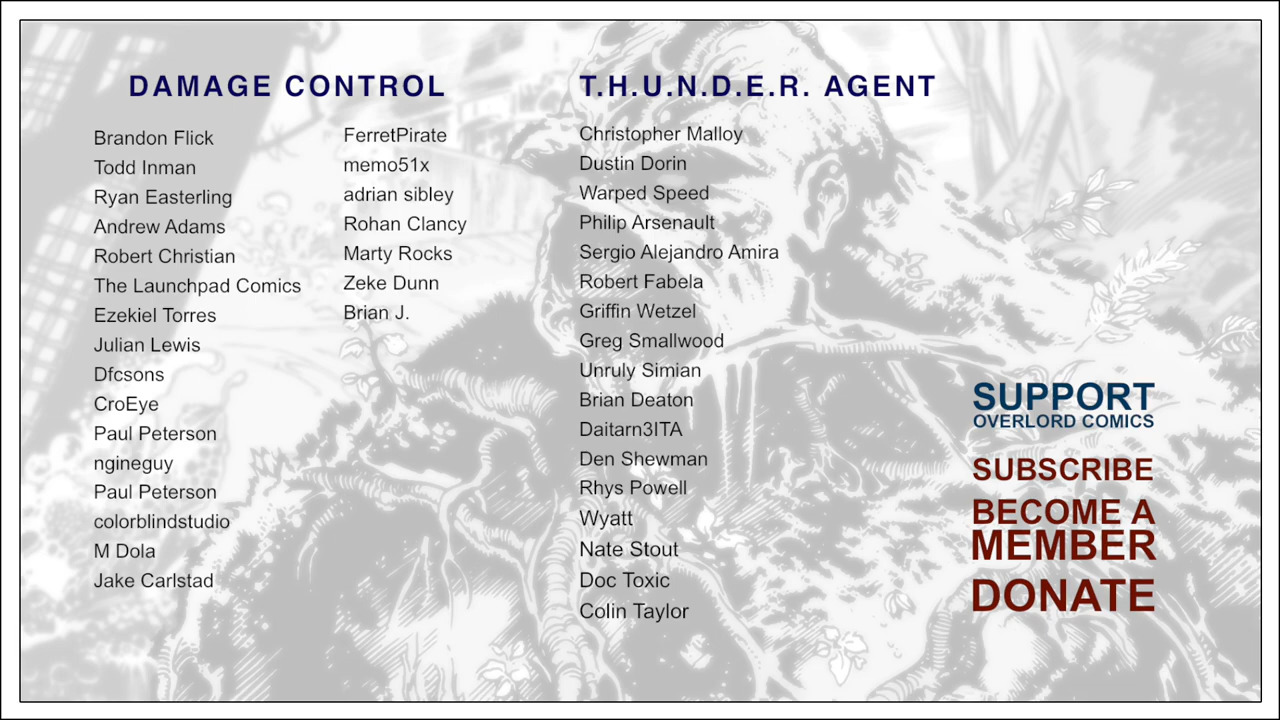 DAMAGE CONTROL
Brandon Flick
Todd Inman
Ryan Easterling
Andrew Adams
Robert Christian
The Launchpad Comics
Ezekiel Torres
Julian Lewis
Dfcsons
CroEye
Paul Peterson
ngineguy
Paul Peterson
colorblindstudio
M Dola
Jake Carlstad
FerretPirate
memo51x
adrian sibley
Rohan Clancy
Marty Rocks
Zeke Dunn
Brian J.
T.H.U.N.D.E.R. AGENT
Christopher Malloy
Dustin Dorin
Warped Speed
Philip Arsenault
Sergio Alejandro Amira
Robert Fabela
Griffin Wetzel
Greg Smallwood
Unruly Simian
Brian Deaton
Daitarn3ITA
Den Shewman
Rhys Powell
Wyatt
Nate Stout
Doc Toxic
Colin Taylor
SUPPORT
OVERLORD COMICS
SUBSCRIBE
BECOME A
MEMBER
DONATE